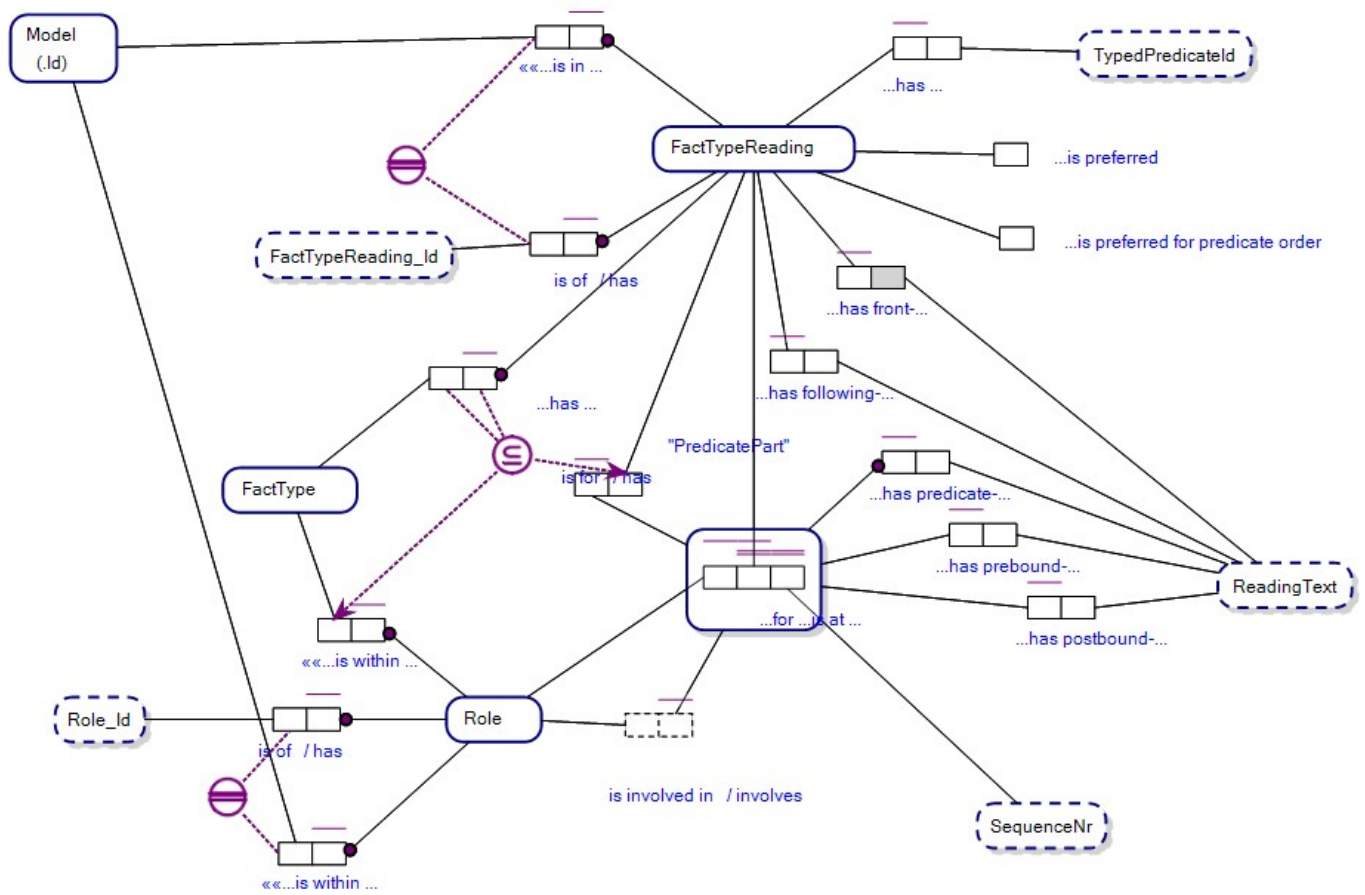 Model
(.Id)
««...is in ...
...has ...
TypedPredicateId
FactTypeReading
...is preferred
FactTypeReading_Id
is of / has
...is preferred for predicate order
...has front-...
...has following-...
...has ...
"PredicatePart"
FactType
is for / has
...has predicate-...
...has prebound-...
ReadingText
...for ...is at ...
...has postbound-...
««...is within ...
Role_Id
is of / has
Role
is involved in / involves
SequenceNr
««...is within ...